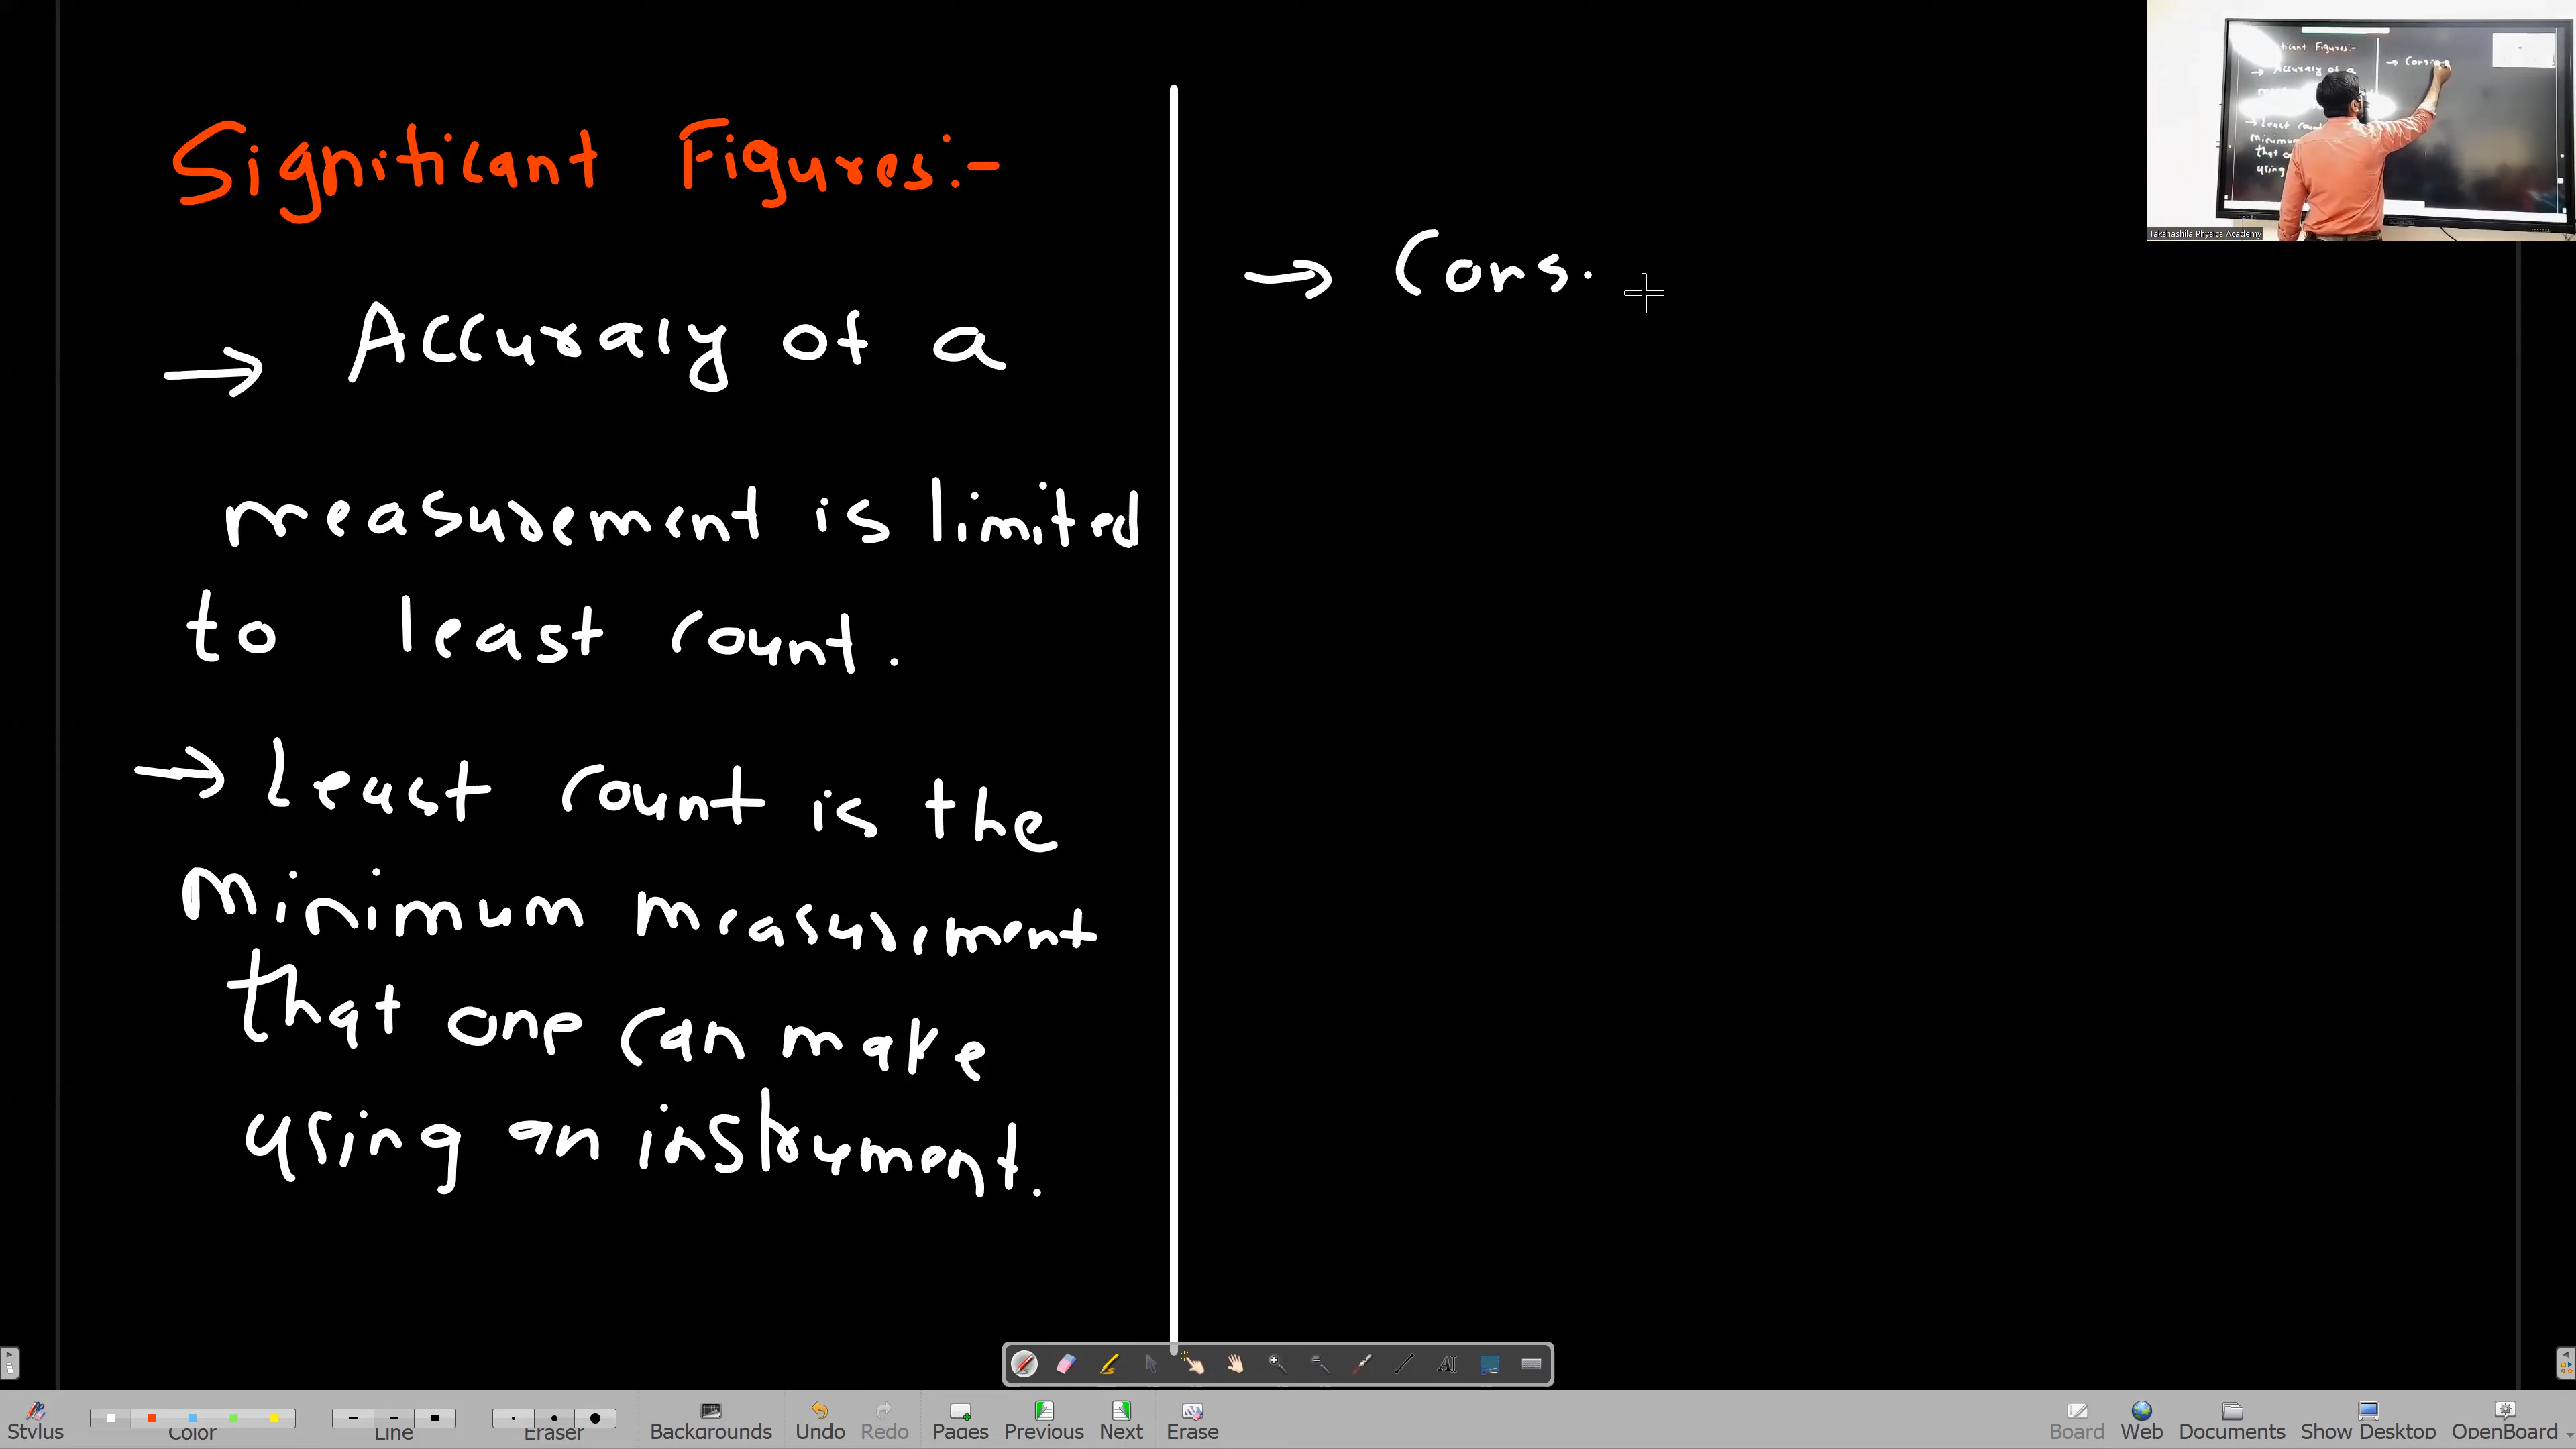 Significant Figures:-
→ Accuracy of a
measurement is limited
to least count.
→ Least count is the
minimum measurement
that one can make
using an instrument.
→ Cons.
Takshashila Physics Academy
Stylus Color Line Eraser Backgrounds Undo Redo Pages Previous Next Erase Board Web Documents Show Desktop OpenBoard